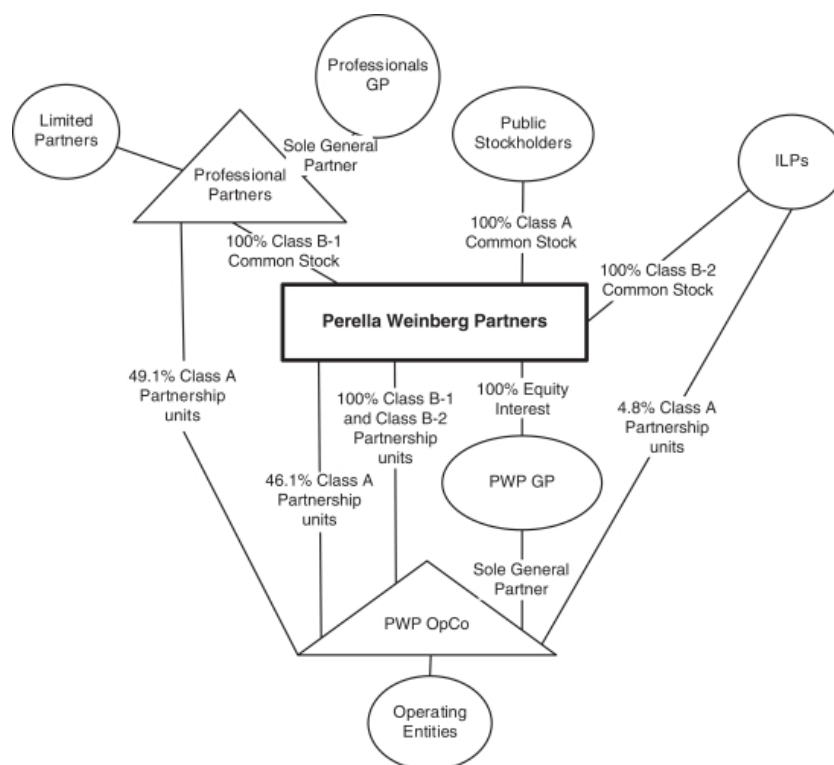 Professionals
GP
Limited
Partners
Public
Stockholders
ILPs
Sole General
Partner
Professional
Partners
100% Class B-1
Common Stock
100% Class A
Common Stock
100% Class B-2
Common Stock
Perella Weinberg Partners
49.1% Class A
Partnership
units
100% Class B-1
and Class B-2
Partnership
units
100% Equity
Interest
4.8% Class A
Partnership
units
46.1% Class A
Partnership
units
PWP GP
Sole General
Partner
PWP OpCo
Operating
Entities